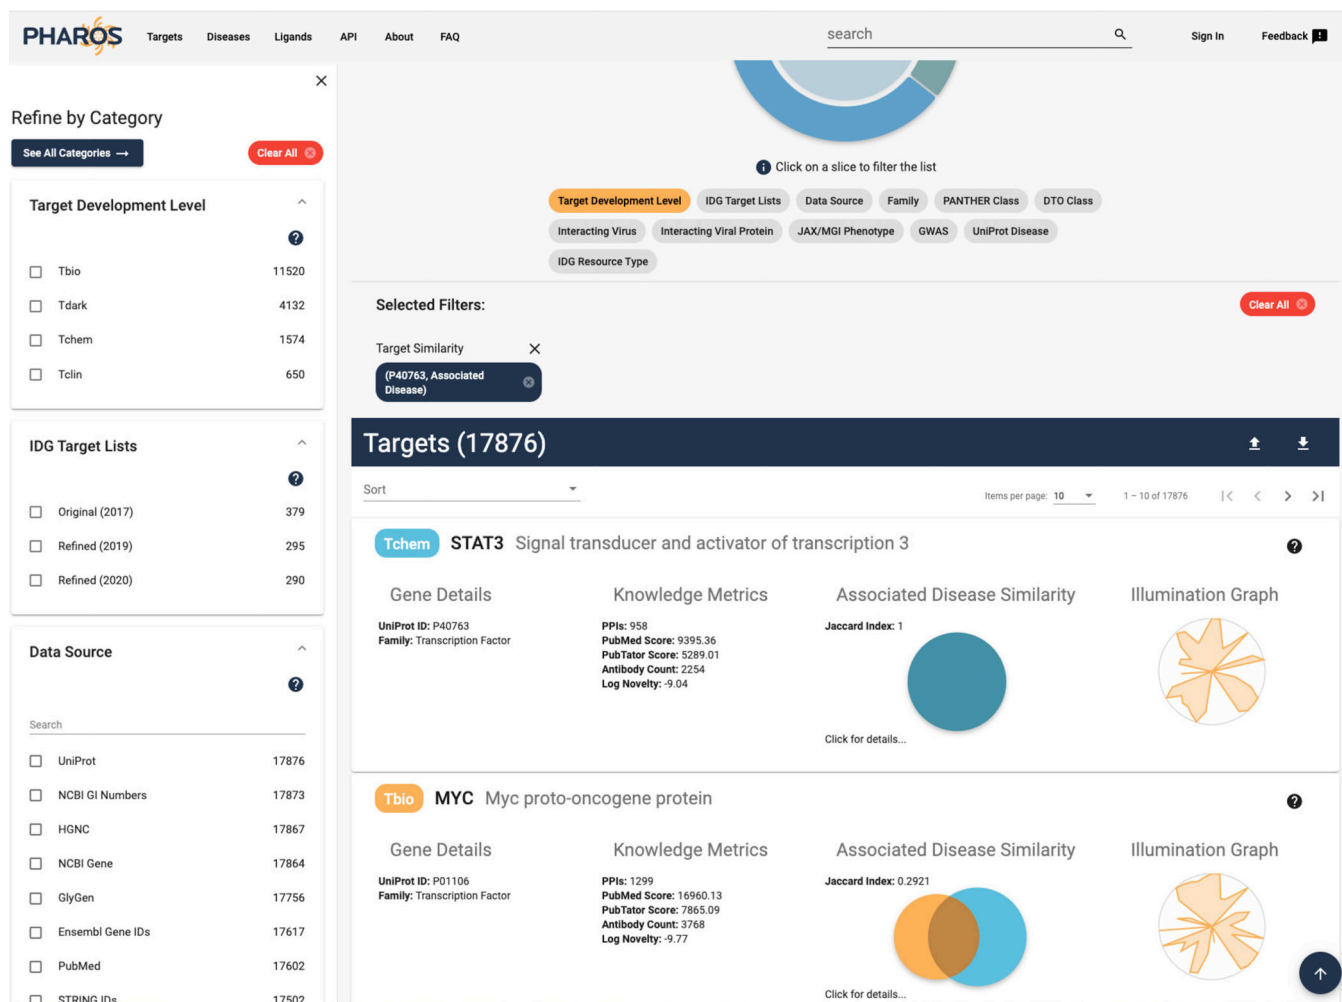 PHAROS Targets Diseases Ligands API About FAQ search Sign In Feedback
Refine by Category
See All Categories → Clear All
Target Development Level
?
Tbio 11520
Tdark 4132
Tchem 1574
Tclin 650
IDG Target Lists
?
Original (2017) 379
Refined (2019) 295
Refined (2020) 290
Data Source
?
Search
UniProt 17876
NCBI GI Numbers 17873
HGNC 17867
NCBI Gene 17864
GlyGen 17756
Ensembl Gene IDs 17617
PubMed 17602
STRING IDs 17502
i Click on a slice to filter the list
Target Development Level IDG Target Lists Data Source Family PANTHER Class DTO Class
Interacting Virus Interacting Viral Protein JAX/MGI Phenotype GWAS UniProt Disease
IDG Resource Type
Selected Filters: Clear All
Target Similarity
(P40763, Associated
Disease)
Targets (17876)
Sort Items per page: 10 1 – 10 of 17876
Tchem STAT3 Signal transducer and activator of transcription 3 ?
Gene Details
UniProt ID: P40763
Family: Transcription Factor
Knowledge Metrics
PPIs: 958
PubMed Score: 9395.36
PubTator Score: 5289.01
Antibody Count: 2254
Log Novelty: -9.04
Associated Disease Similarity
Jaccard Index: 1
Click for details...
Illumination Graph
Tbio MYC Myc proto-oncogene protein ?
Gene Details
UniProt ID: P01106
Family: Transcription Factor
Knowledge Metrics
PPIs: 1299
PubMed Score: 16960.13
PubTator Score: 7865.09
Antibody Count: 3768
Log Novelty: -9.77
Associated Disease Similarity
Jaccard Index: 0.2921
Click for details...
Illumination Graph